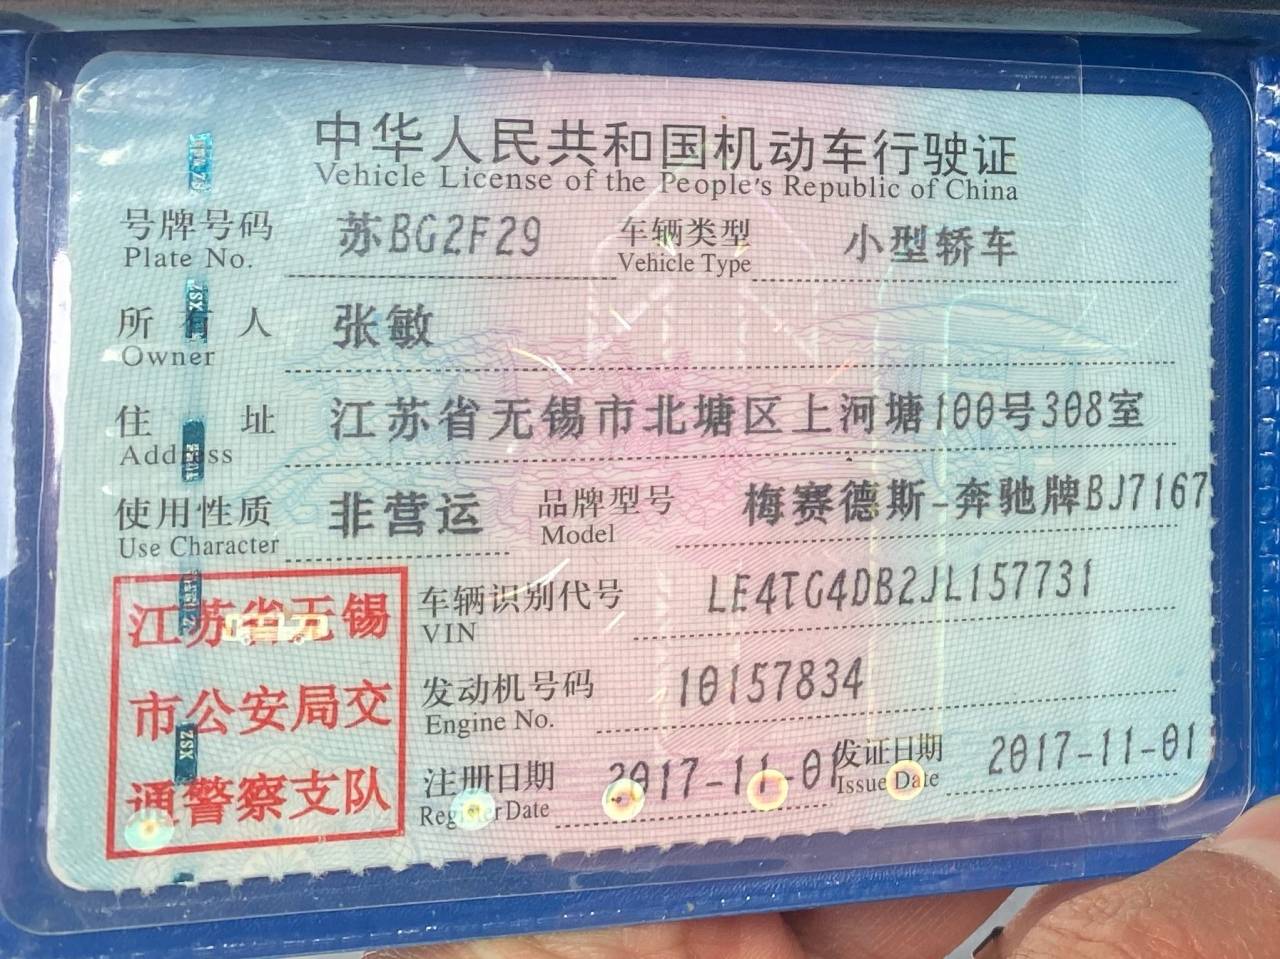 中华人民共和国机动车行驶证
Vehicle License of the People's Republic of China
号牌号码 苏BG2F29 车辆类型 小型轿车
Plate No. Vehicle Type
所有人 张敏
Owner
住址 江苏省无锡市北塘区上河塘100号308室
Address
使用性质 非营运 品牌型号 梅赛德斯-奔驰牌BJ7167
Use Character Model
江苏省无锡
市公安局交
通警察支队
车辆识别代号 LE4TG4DB2JL157731
VIN
发动机号码 10157834
Engine No.
注册日期 2017-11-01 发证日期 2017-11-01
Register Date Issue Date
XSZ
XSZ